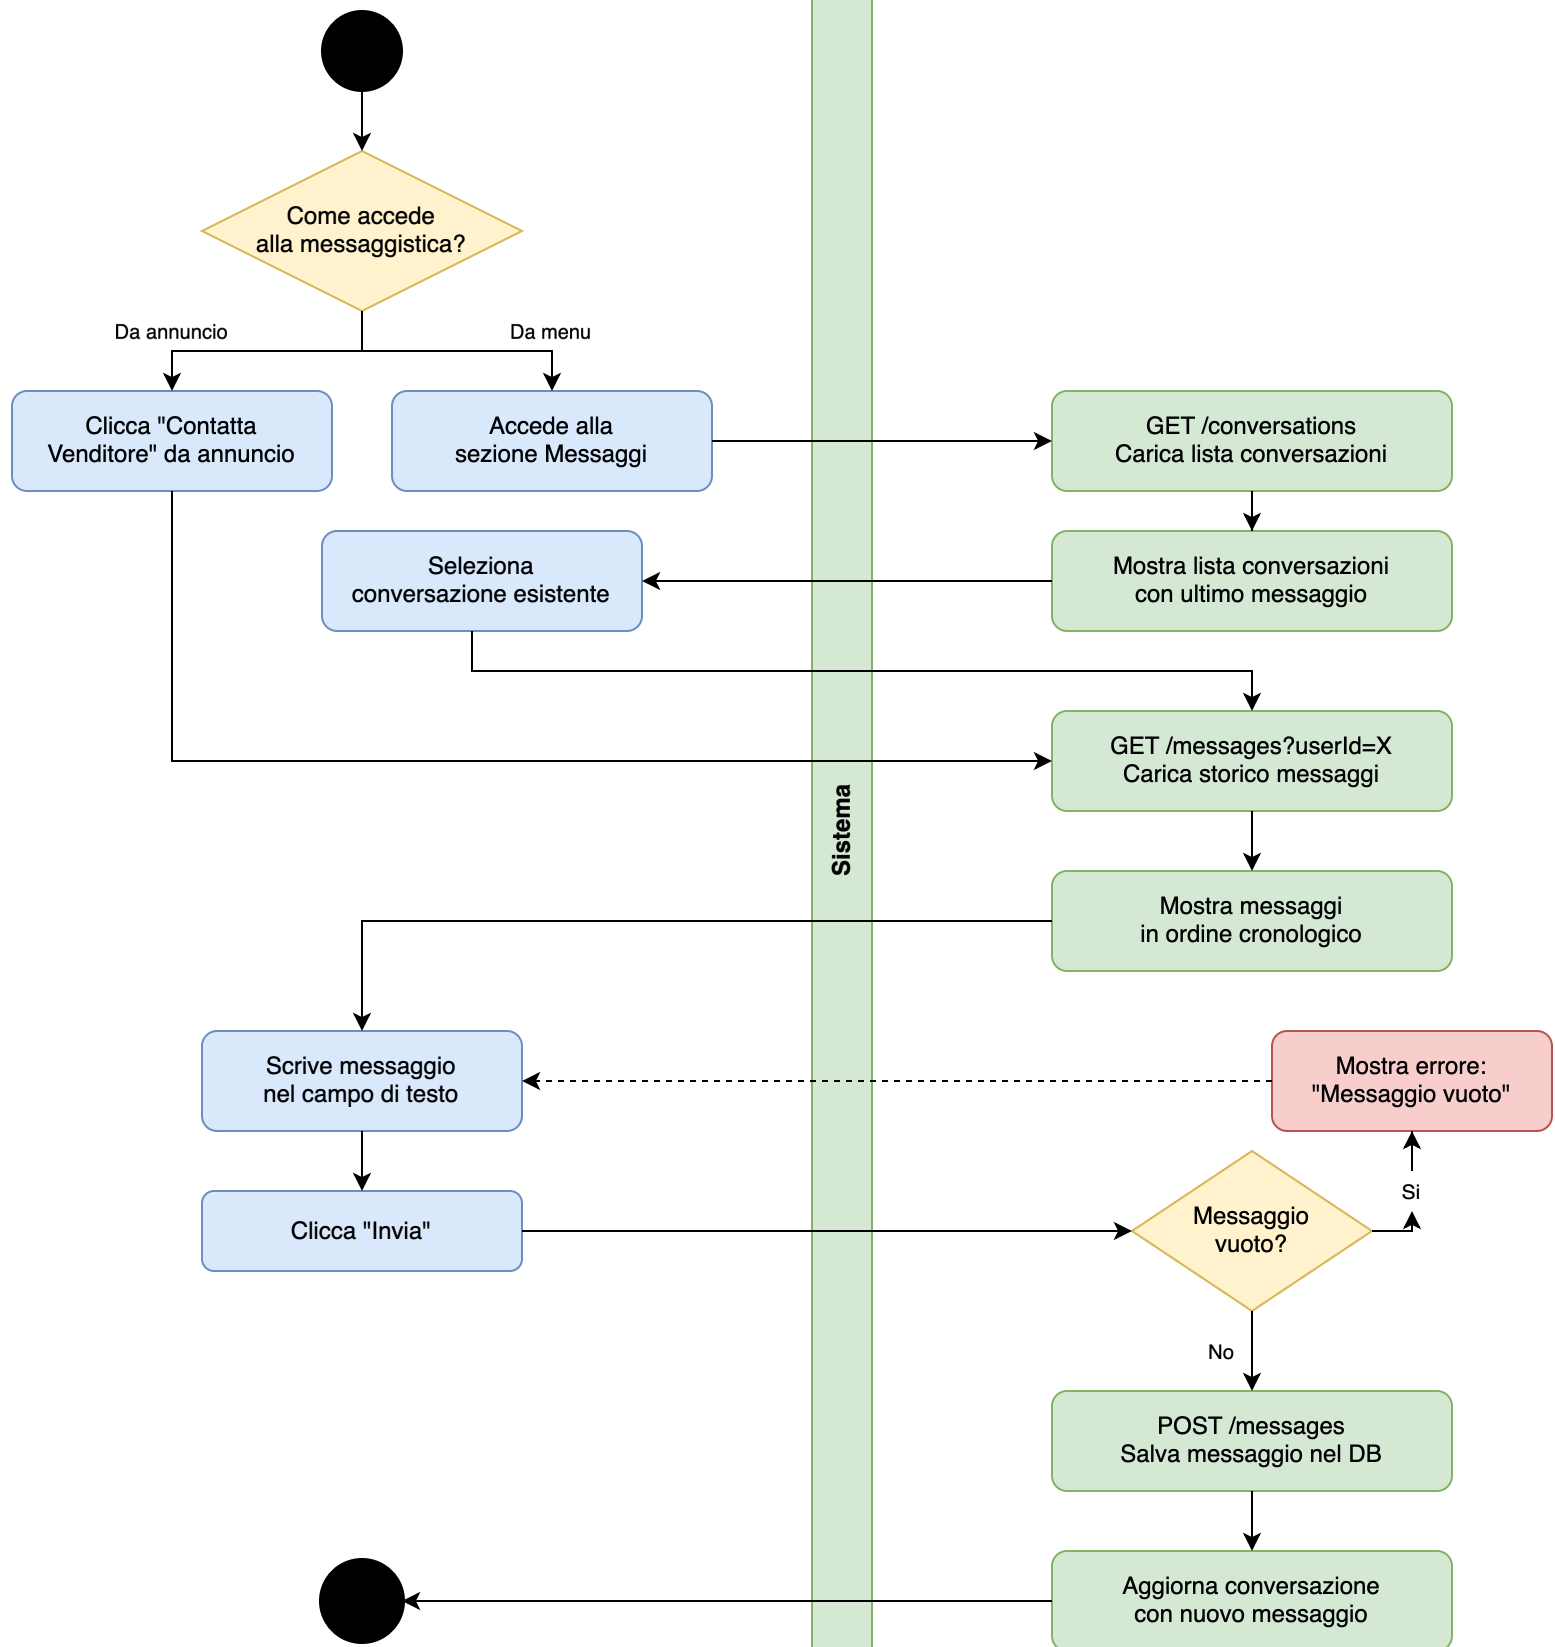 Come accede
alla messaggistica?
Da annuncio
Da menu
Clicca "Contatta
Venditore" da annuncio
Accede alla
sezione Messaggi
GET /conversations
Carica lista conversazioni
Seleziona
conversazione esistente
Mostra lista conversazioni
con ultimo messaggio
GET /messages?userId=X
Carica storico messaggi
Sistema
Mostra messaggi
in ordine cronologico
Scrive messaggio
nel campo di testo
Mostra errore:
"Messaggio vuoto"
Si
Clicca "Invia"
Messaggio
vuoto?
No
POST /messages
Salva messaggio nel DB
Aggiorna conversazione
con nuovo messaggio